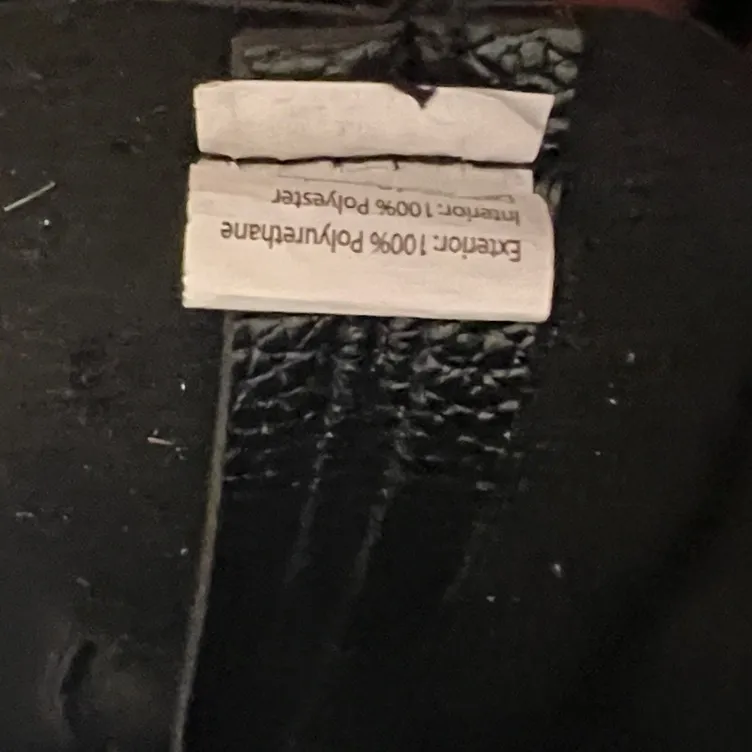 Exterior: 100% Polyurethane
Interior: 100% Polyester